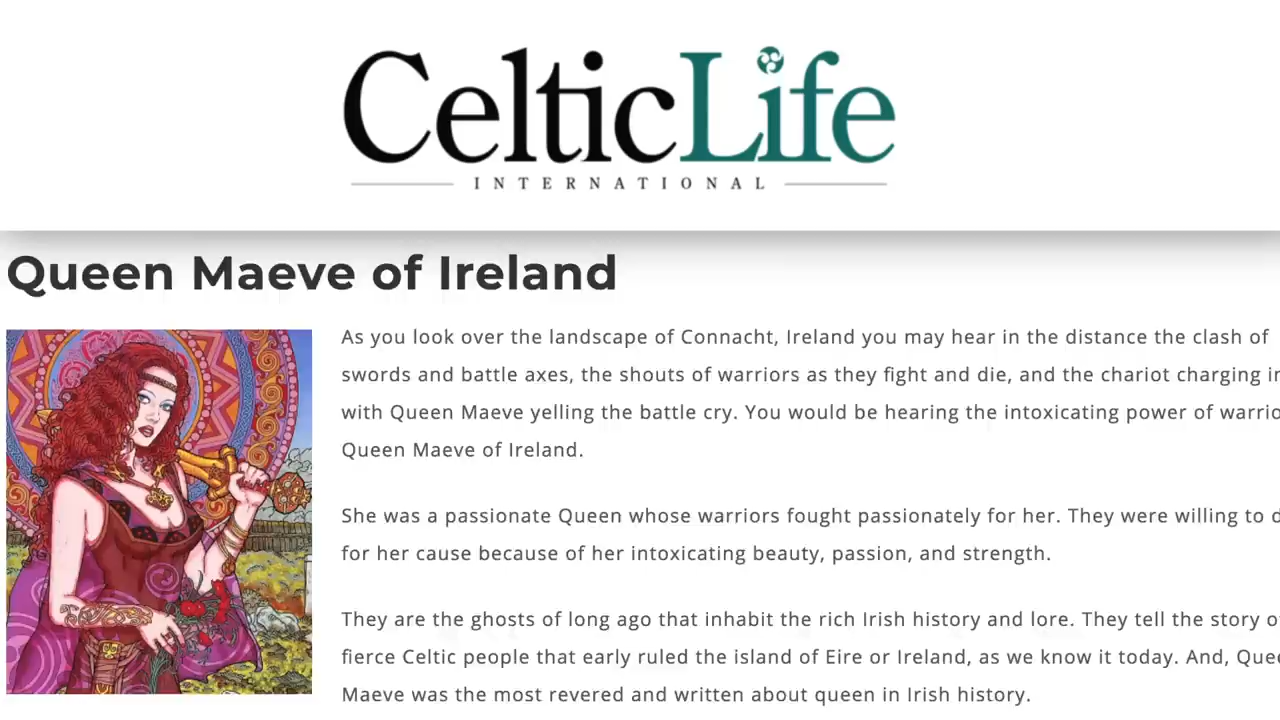 CelticLife
INTERNATIONAL
Queen Maeve of Ireland
As you look over the landscape of Connacht, Ireland you may hear in the distance the clash of
swords and battle axes, the shouts of warriors as they fight and die, and the chariot charging
with Queen Maeve yelling the battle cry. You would be hearing the intoxicating power of
Queen Maeve of Ireland.
She was a passionate Queen whose warriors fought passionately for her. They were willing to
for her cause because of her intoxicating beauty, passion, and strength.
They are the ghosts of long ago that inhabit the rich Irish history and lore. They tell the story
fierce Celtic people that early ruled the island of Eire or Ireland, as we know it today. And,
Maeve was the most revered and written about queen in Irish history.